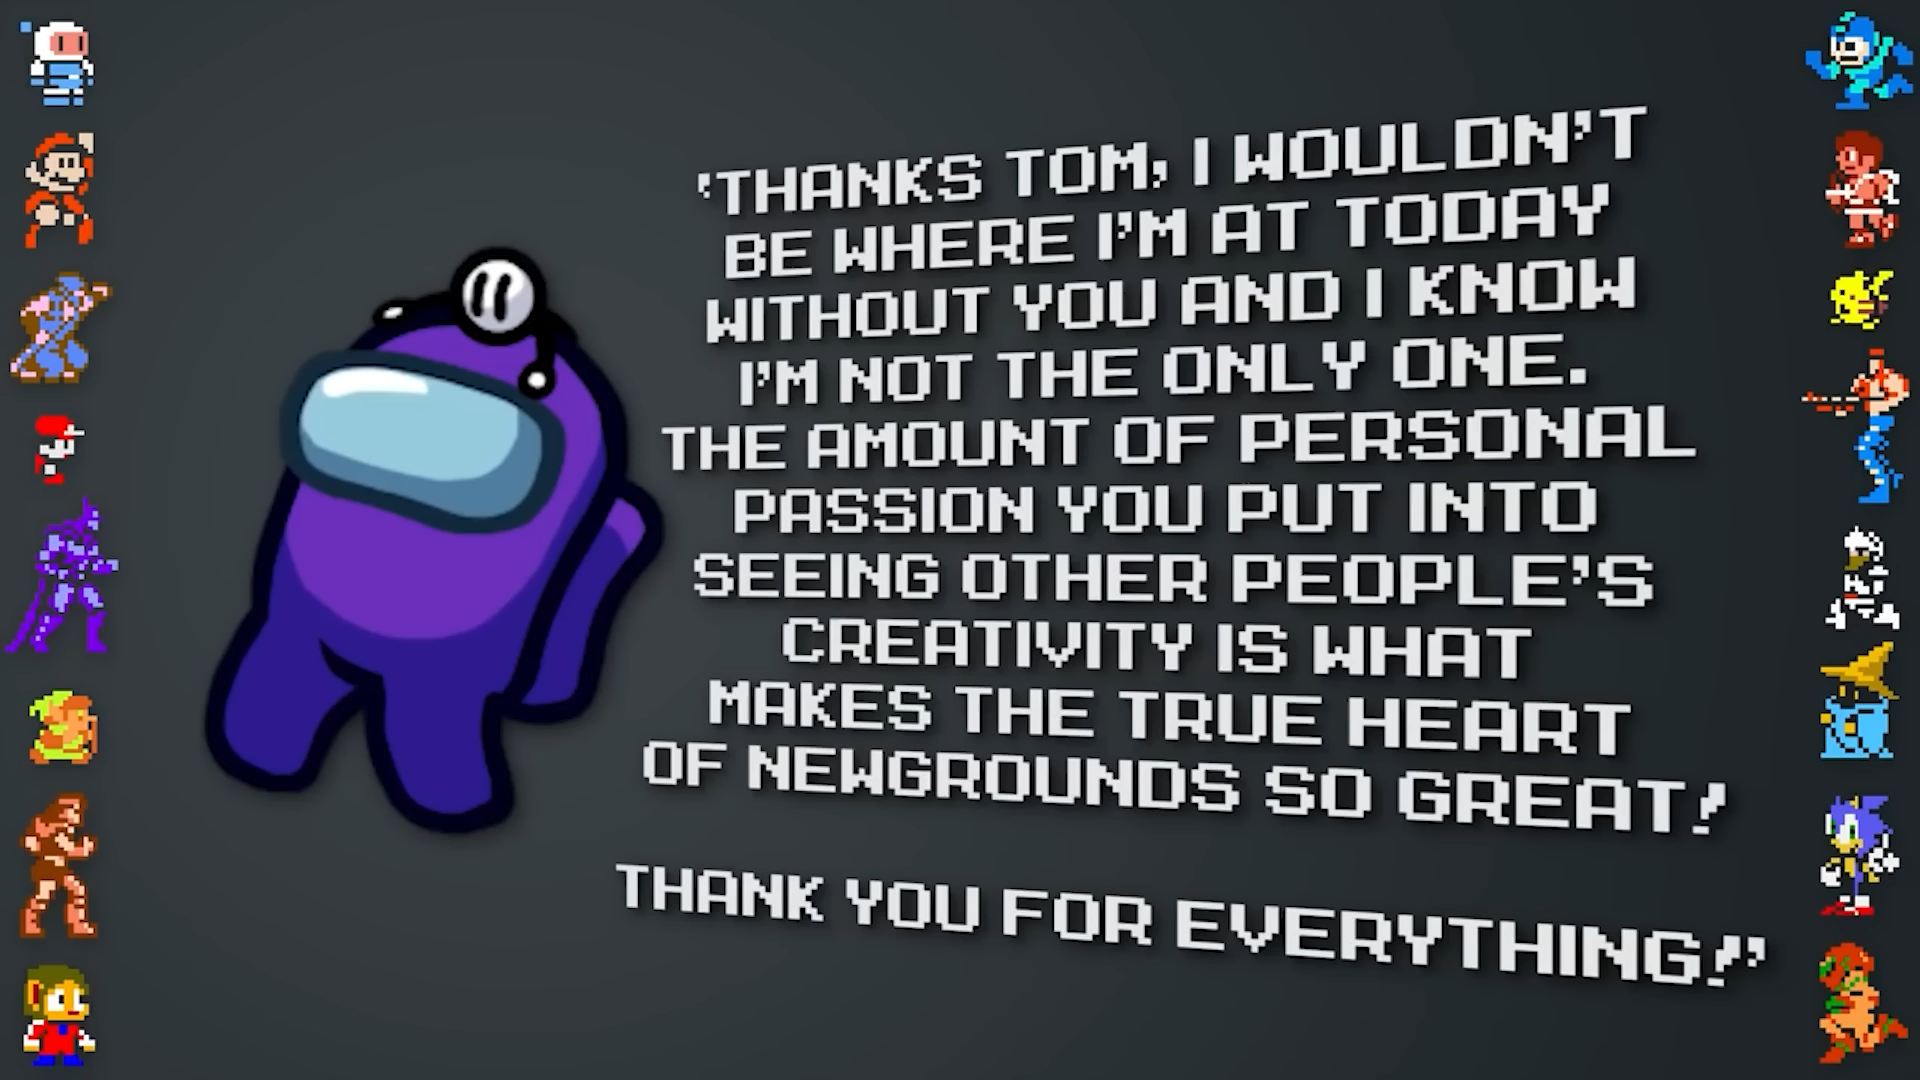 'THANKS TOM, I WOULDN'T
BE WHERE I'M AT TODAY
WITHOUT YOU AND I KNOW
I'M NOT THE ONLY ONE.
THE AMOUNT OF PERSONAL
PASSION YOU PUT INTO
SEEING OTHER PEOPLE'S
CREATIVITY IS WHAT
MAKES THE TRUE HEART
OF NEWGROUNDS SO GREAT!
THANK YOU FOR EVERYTHING!'